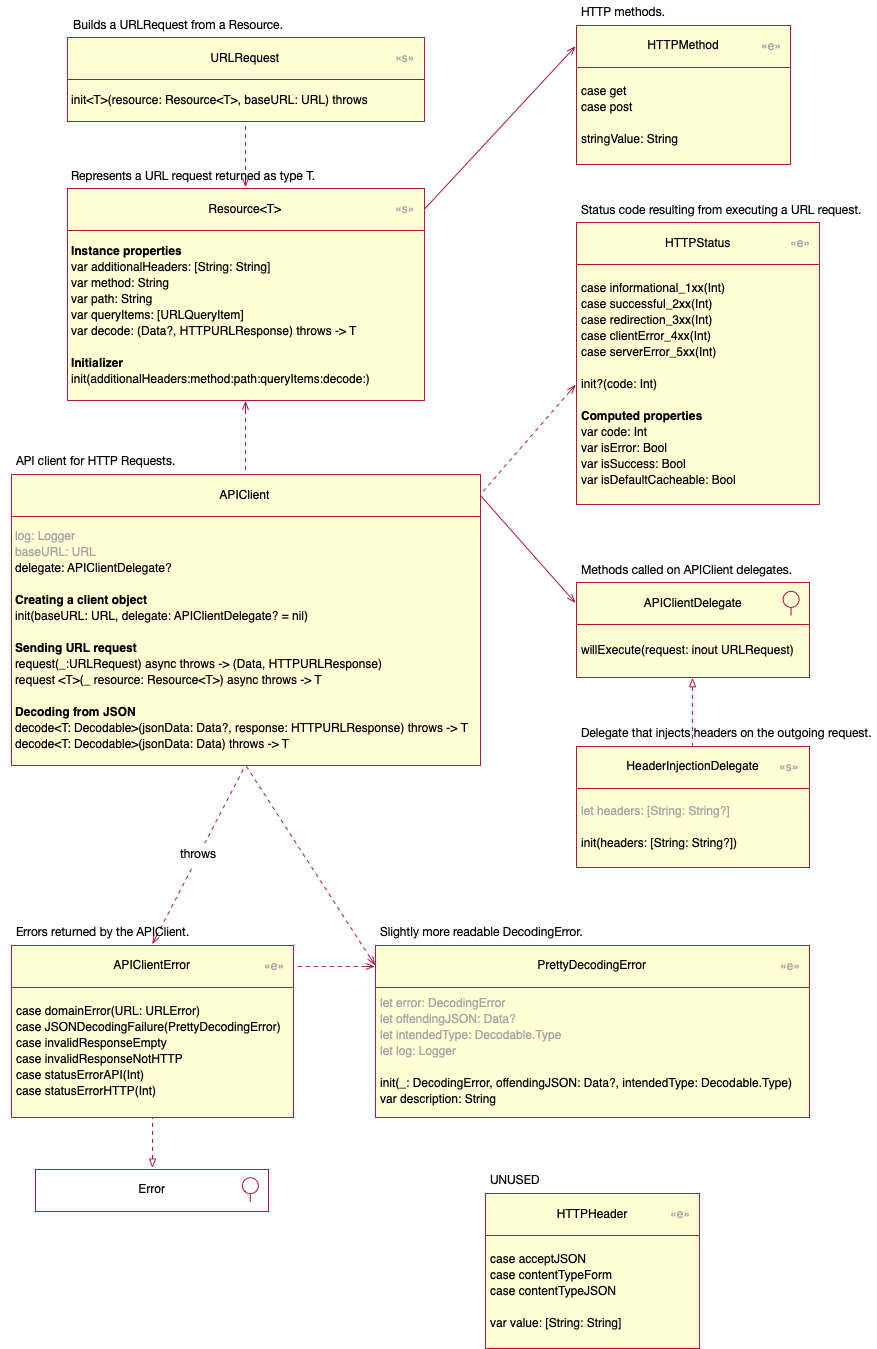 Builds a URLRequest from a Resource.
URLRequest «s»
init<T>(resource: Resource<T>, baseURL: URL) throws
HTTP methods.
HTTPMethod «e»
case get
case post
stringValue: String
Represents a URL request returned as type T.
Resource<T> «s»
Instance properties
var additionalHeaders: [String: String]
var method: String
var path: String
var queryItems: [URLQueryItem]
var decode: (Data?, HTTPURLResponse) throws -> T
Initializer
init(additionalHeaders:method:path:queryItems:decode:)
Status code resulting from executing a URL request.
HTTPStatus «e»
case informational_1xx(Int)
case successful_2xx(Int)
case redirection_3xx(Int)
case clientError_4xx(Int)
case serverError_5xx(Int)
init?(code: Int)
Computed properties
var code: Int
var isError: Bool
var isSuccess: Bool
var isDefaultCacheable: Bool
API client for HTTP Requests.
APIClient
log: Logger
baseURL: URL
delegate: APIClientDelegate?
Creating a client object
init(baseURL: URL, delegate: APIClientDelegate? = nil)
Sending URL request
request(_:URLRequest) async throws -> (Data, HTTPURLResponse)
request <T>(_ resource: Resource<T>) async throws -> T
Decoding from JSON
decode<T: Decodable>(jsonData: Data?, response: HTTPURLResponse) throws -> T
decode<T: Decodable>(jsonData: Data) throws -> T
Methods called on APIClient delegates.
APIClientDelegate
willExecute(request: inout URLRequest)
Delegate that injects headers on the outgoing request.
HeaderInjectionDelegate «s»
let headers: [String: String?]
init(headers: [String: String?])
throws
Errors returned by the APIClient.
APIClientError «e»
case domainError(URL: URLError)
case JSONDecodingFailure(PrettyDecodingError)
case invalidResponseEmpty
case invalidResponseNotHTTP
case statusErrorAPI(Int)
case statusErrorHTTP(Int)
Slightly more readable DecodingError.
PrettyDecodingError «e»
let error: DecodingError
let offendingJSON: Data?
let intendedType: Decodable.Type
let log: Logger
init(_: DecodingError, offendingJSON: Data?, intendedType: Decodable.Type)
var description: String
Error
UNUSED
HTTPHeader «e»
case acceptJSON
case contentTypeForm
case contentTypeJSON
var value: [String: String]